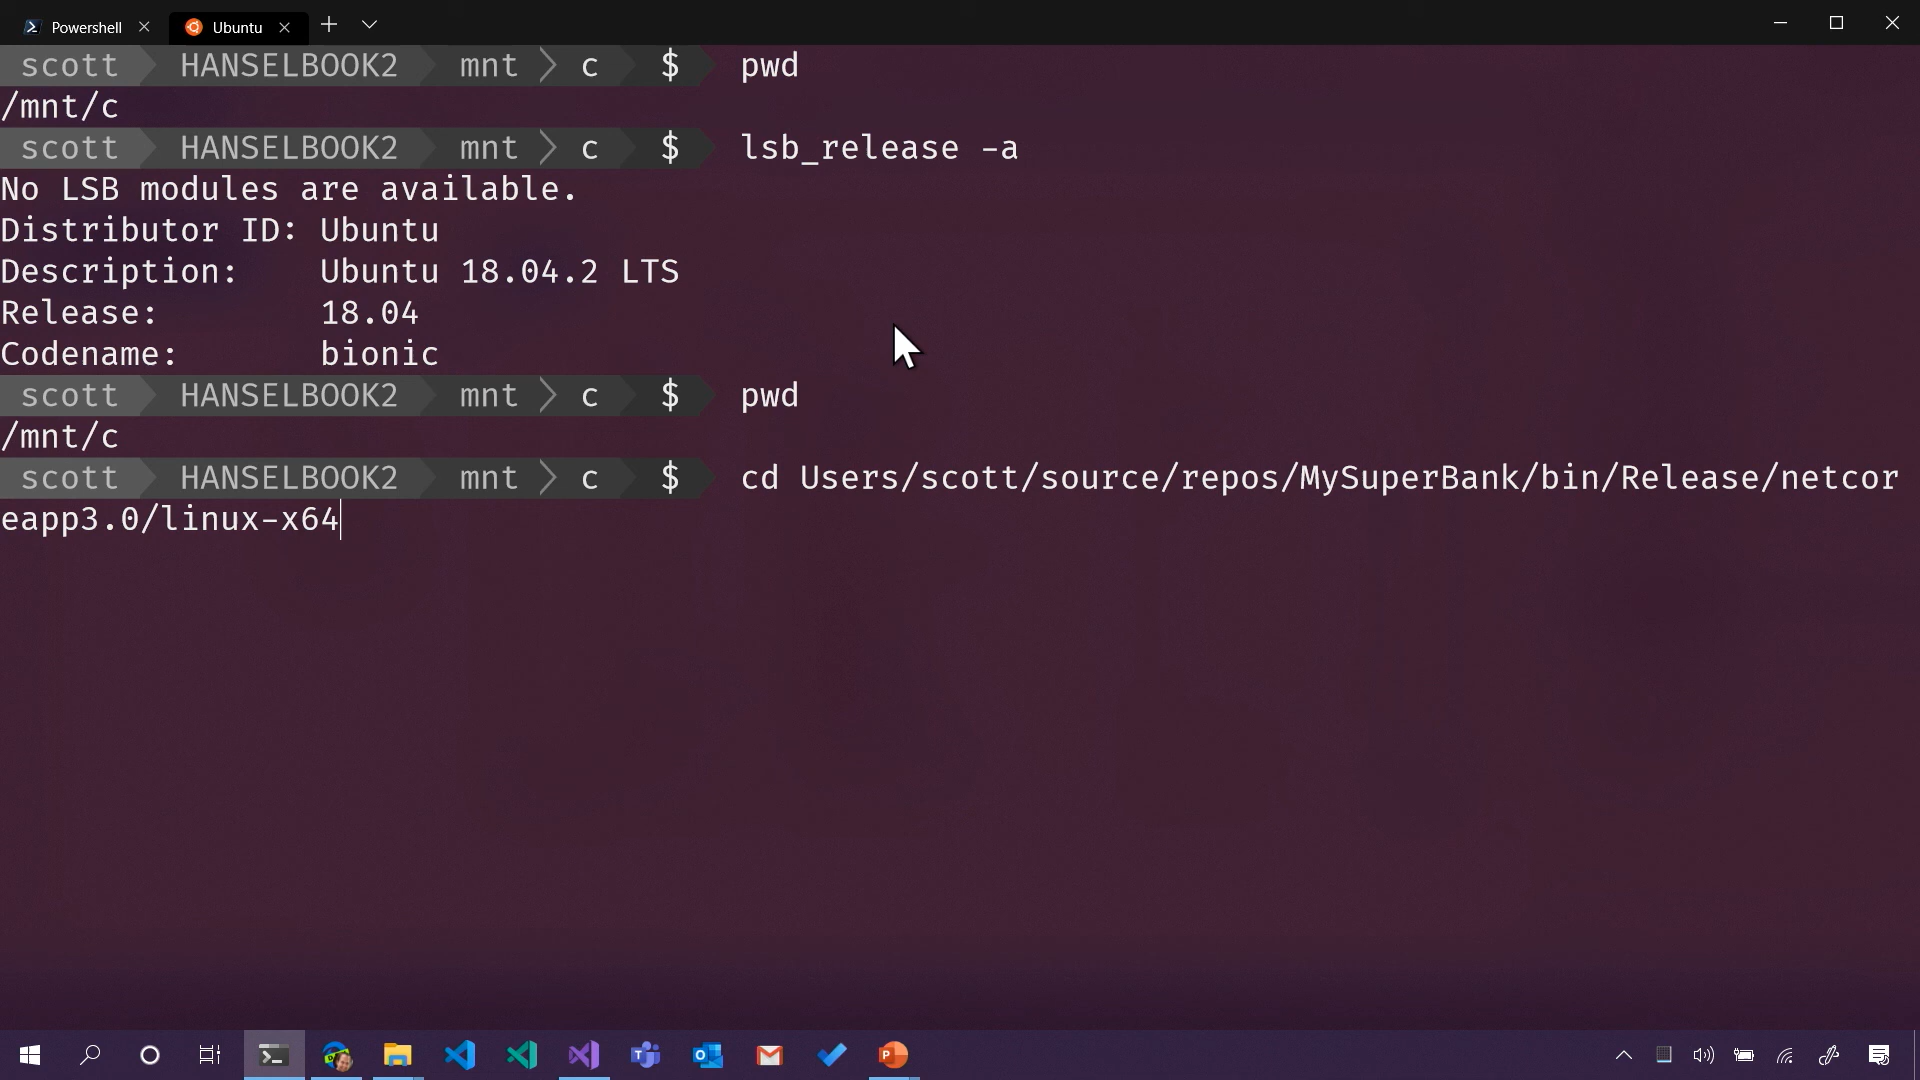 Powershell Ubuntu
scott HANSELBOOK2 mnt c $ pwd
/mnt/c
scott HANSELBOOK2 mnt c $ lsb_release -a
No LSB modules are available.
Distributor ID: Ubuntu
Description: Ubuntu 18.04.2 LTS
Release: 18.04
Codename: bionic
scott HANSELBOOK2 mnt c $ pwd
/mnt/c
scott HANSELBOOK2 mnt c $ cd Users/scott/source/repos/MySuperBank/bin/Release/netcor
eapp3.0/linux-x64